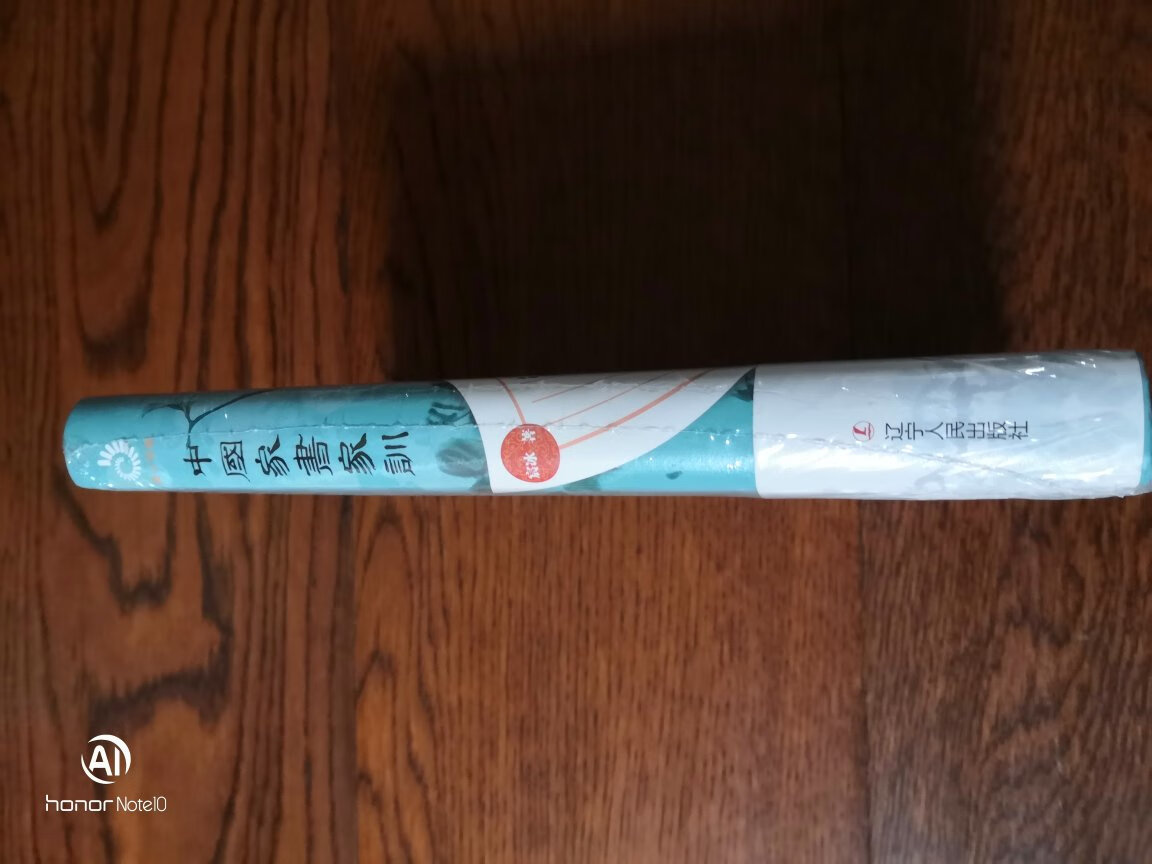 中國家書家訓
辽宁人民出版社
AI
honor Note10